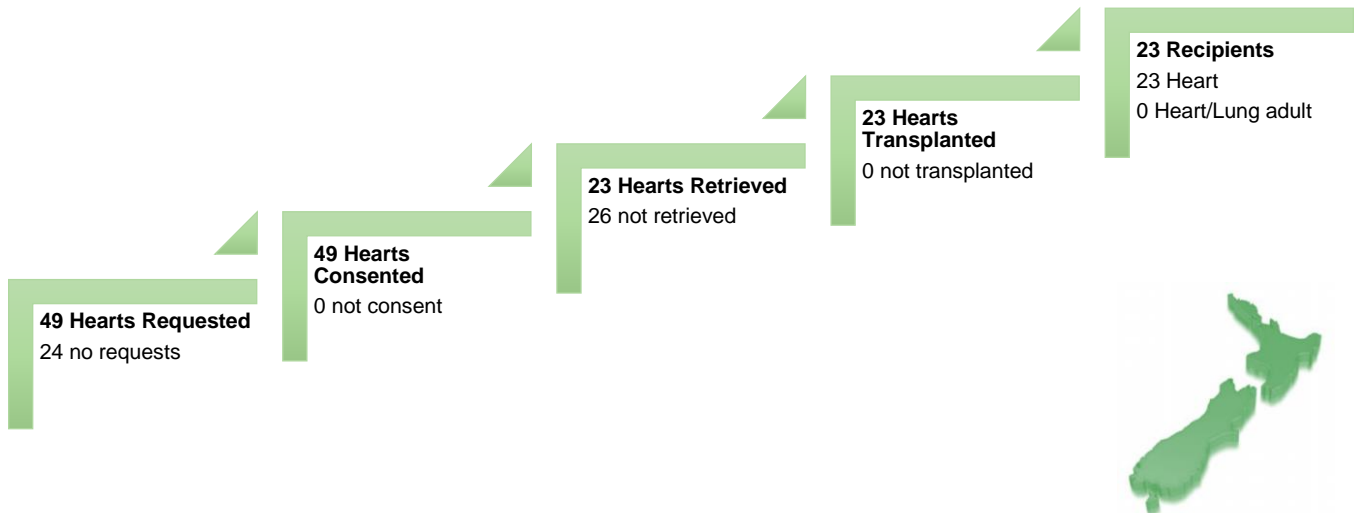 49 Hearts Requested
24 no requests
49 Hearts
Consented
0 not consent
23 Hearts Retrieved
26 not retrieved
23 Hearts
Transplanted
0 not transplanted
23 Recipients
23 Heart
0 Heart/Lung adult